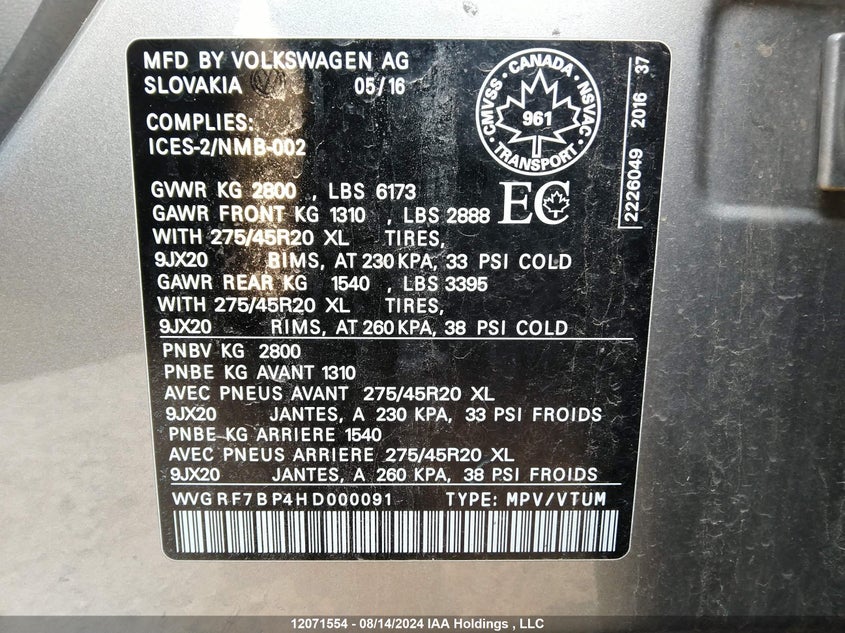 MFD BY VOLKSWAGEN AG
SLOVAKIA 05/16
COMPLIES:
ICES-2/NMB-002
CMVSS • CANADA • NSVAC • TRANSPORT •
961
2226049 2016 37
GVWR KG 2800 , LBS 6173
GAWR FRONT KG 1310 , LBS 2888
EC
WITH 275/45R20 XL TIRES,
9JX20 RIMS, AT 230 KPA, 33 PSI COLD
GAWR REAR KG 1540 , LBS 3395
WITH 275/45R20 XL TIRES,
9JX20 RIMS, AT 260 KPA, 38 PSI COLD
PNBV KG 2800
PNBE KG AVANT 1310
AVEC PNEUS AVANT 275/45R20 XL
9JX20 JANTES, A 230 KPA, 33 PSI FROIDS
PNBE KG ARRIERE 1540
AVEC PNEUS ARRIERE 275/45R20 XL
9JX20 JANTES, A 260 KPA, 38 PSI FROIDS
WVGRF7BP4HD000091 TYPE: MPV/VTUM
12071554 - 08/14/2024 IAA Holdings , LLC